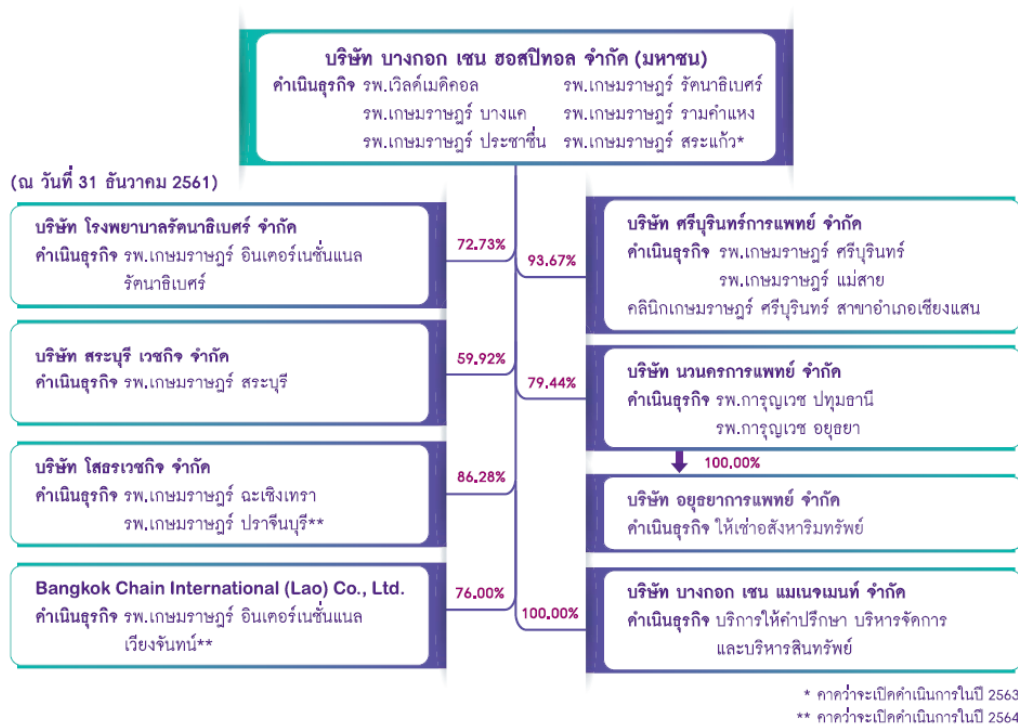 บริษัท บางกอก เชน ฮอสปิทอล จำกัด (มหาชน)
ดำเนินธุรกิจ รพ.เวิลด์เมดิคอล รพ.เกษมราษฎร์ รัตนาธิเบศร์
รพ.เกษมราษฎร์ บางแค รพ.เกษมราษฎร์ รามคำแหง
รพ.เกษมราษฎร์ ประชาชื่น รพ.เกษมราษฎร์ สระแก้ว*
(ณ วันที่ 31 ธันวาคม 2561)
บริษัท โรงพยาบาลรัตนาธิเบศร์ จำกัด
ดำเนินธุรกิจ รพ.เกษมราษฎร์ อินเตอร์เนชั่นแนล
รัตนาธิเบศร์
72.73%
บริษัท ศรีบุรินทร์การแพทย์ จำกัด
ดำเนินธุรกิจ รพ.เกษมราษฎร์ ศรีบุรินทร์
รพ.เกษมราษฎร์ แม่สาย
คลินิกเกษมราษฎร์ ศรีบุรินทร์ สาขาอำเภอเชียงแสน
93.67%
บริษัท สระบุรี เวชกิจ จำกัด
ดำเนินธุรกิจ รพ.เกษมราษฎร์ สระบุรี
59.92%
บริษัท นวนครการแพทย์ จำกัด
ดำเนินธุรกิจ รพ.การุญเวช ปทุมธานี
รพ.การุญเวช อยุธยา
79.44%
100.00%
บริษัท โสธรเวชกิจ จำกัด
ดำเนินธุรกิจ รพ.เกษมราษฎร์ ฉะเชิงเทรา
รพ.เกษมราษฎร์ ปราจีนบุรี**
86.28%
บริษัท อยุธยาการแพทย์ จำกัด
ดำเนินธุรกิจ ให้เช่าอสังหาริมทรัพย์
Bangkok Chain International (Lao) Co., Ltd.
ดำเนินธุรกิจ รพ.เกษมราษฎร์ อินเตอร์เนชั่นแนล
เวียงจันทน์**
76.00%
บริษัท บางกอก เชน แมเนจเมนท์ จำกัด
ดำเนินธุรกิจ บริการให้คำปรึกษา บริหารจัดการ
และบริหารสินทรัพย์
100.00%
* คาดว่าจะเปิดดำเนินการในปี 2563
** คาดว่าจะเปิดดำเนินการในปี 2564